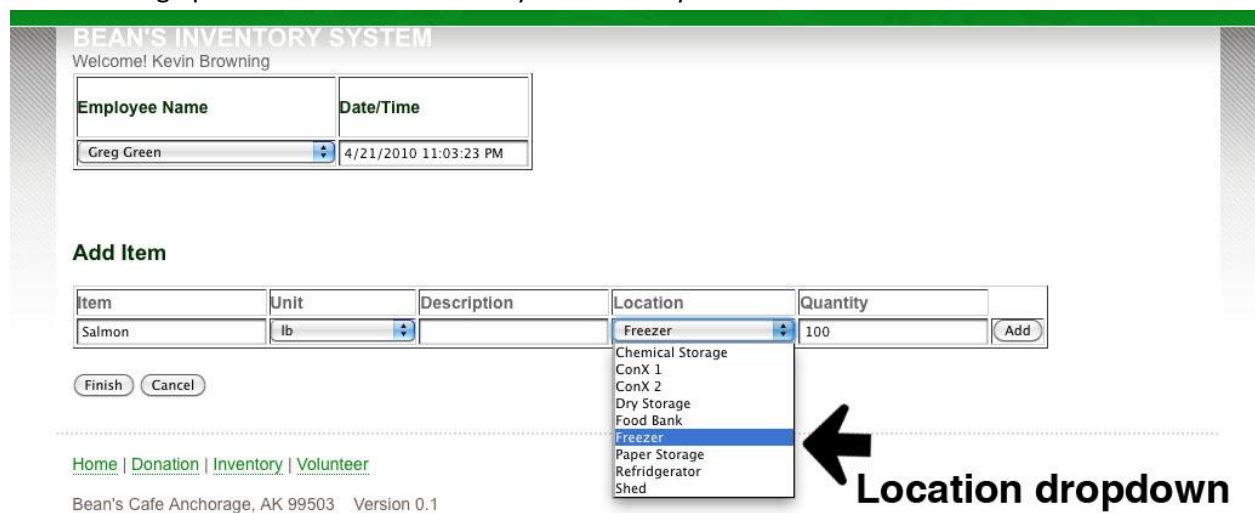 BEAN'S INVENTORY SYSTEM
Welcome! Kevin Browning
Employee Name Date/Time
Greg Green 4/21/2010 11:03:23 PM
Add Item
Item Unit Description Location Quantity
Salmon lb Freezer 100 Add
Chemical Storage
ConX 1
ConX 2
Dry Storage
Food Bank
Freezer
Paper Storage
Refridgerator
Shed
Finish Cancel
Location dropdown
Home | Donation | Inventory | Volunteer
Bean's Cafe Anchorage, AK 99503 Version 0.1